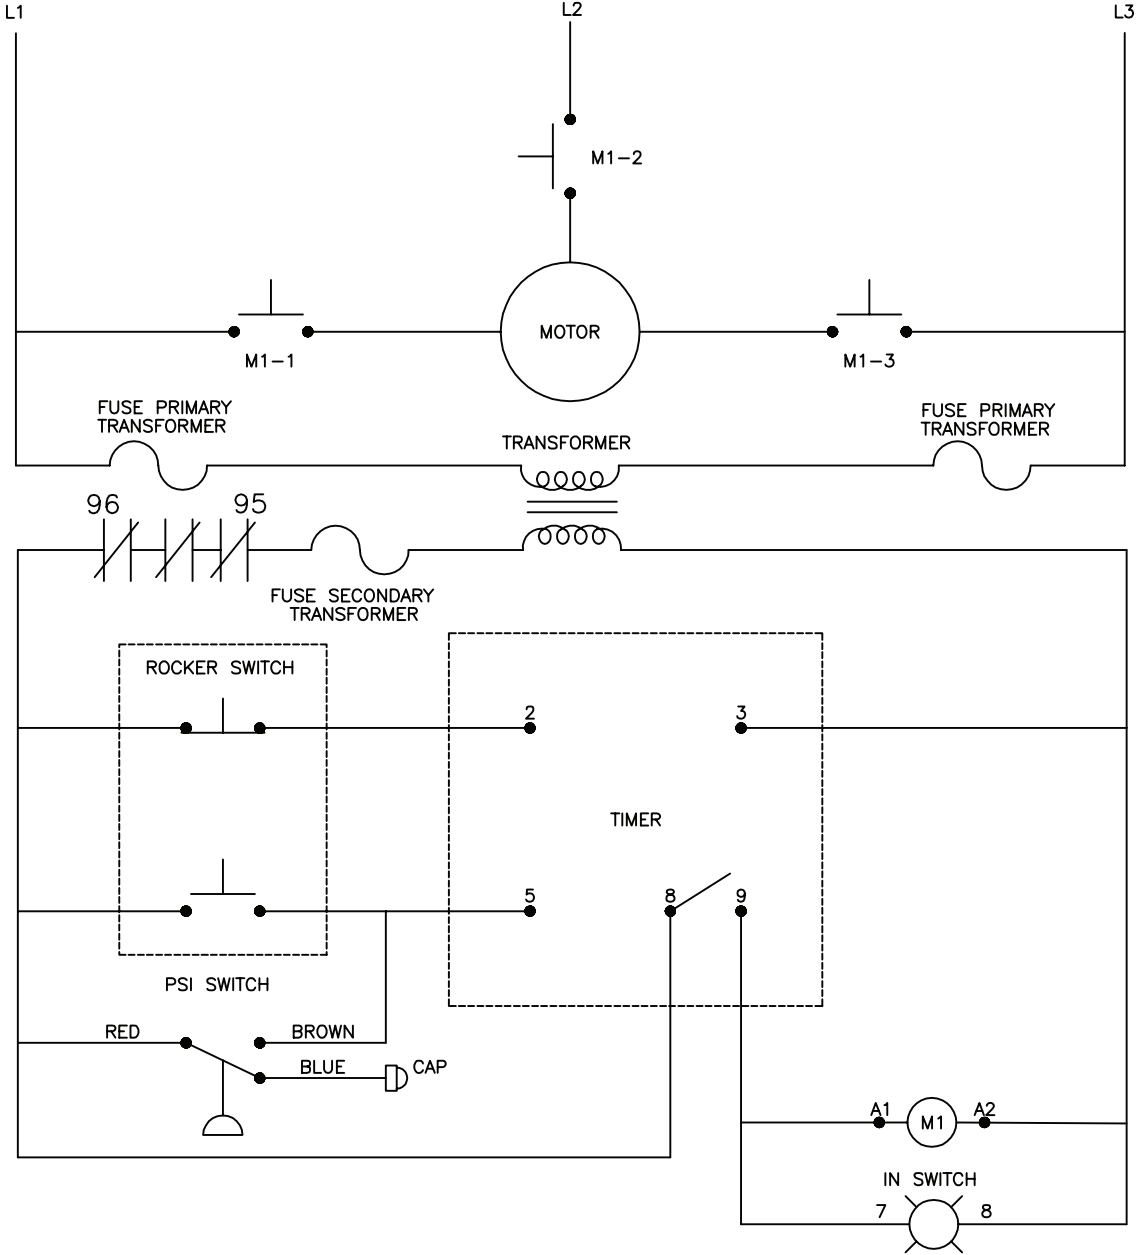 L1
L2
L3
M1-2
MOTOR
M1-1
M1-3
FUSE PRIMARY
TRANSFORMER
TRANSFORMER
FUSE PRIMARY
TRANSFORMER
96
95
FUSE SECONDARY
TRANSFORMER
ROCKER SWITCH
2
3
TIMER
5
8
9
PSI SWITCH
RED
BROWN
BLUE
CAP
A1
M1
A2
IN SWITCH
7
8